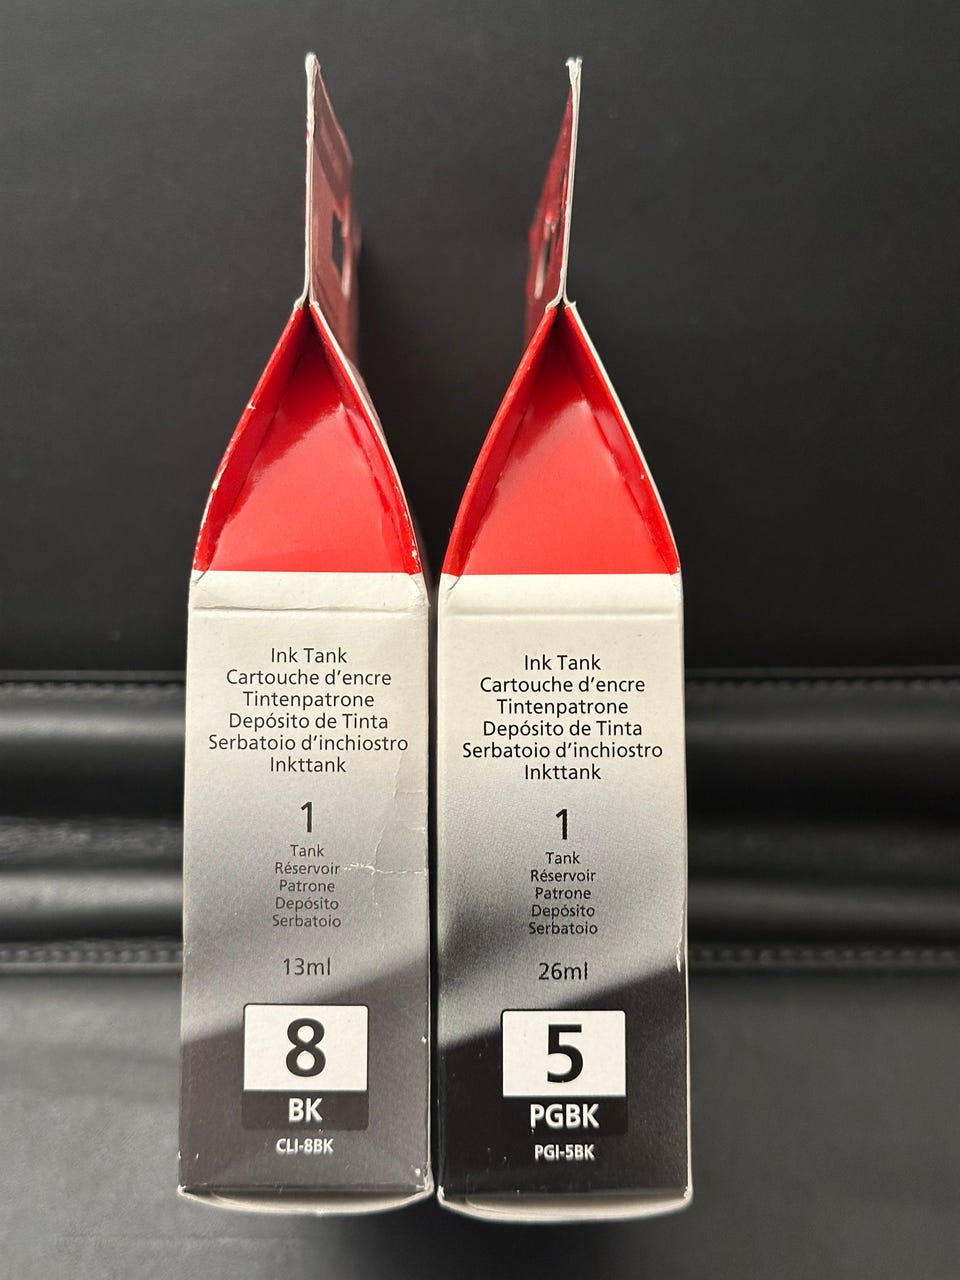 Ink Tank
Cartouche d'encre
Tintenpatrone
Depósito de Tinta
Serbatoio d'inchiostro
Inkttank
1
Tank
Réservoir
Patrone
Depósito
Serbatoio
13ml
8
BK
CLI-8BK
Ink Tank
Cartouche d'encre
Tintenpatrone
Depósito de Tinta
Serbatoio d'inchiostro
Inkttank
1
Tank
Réservoir
Patrone
Depósito
Serbatoio
26ml
5
PGBK
PGI-5BK